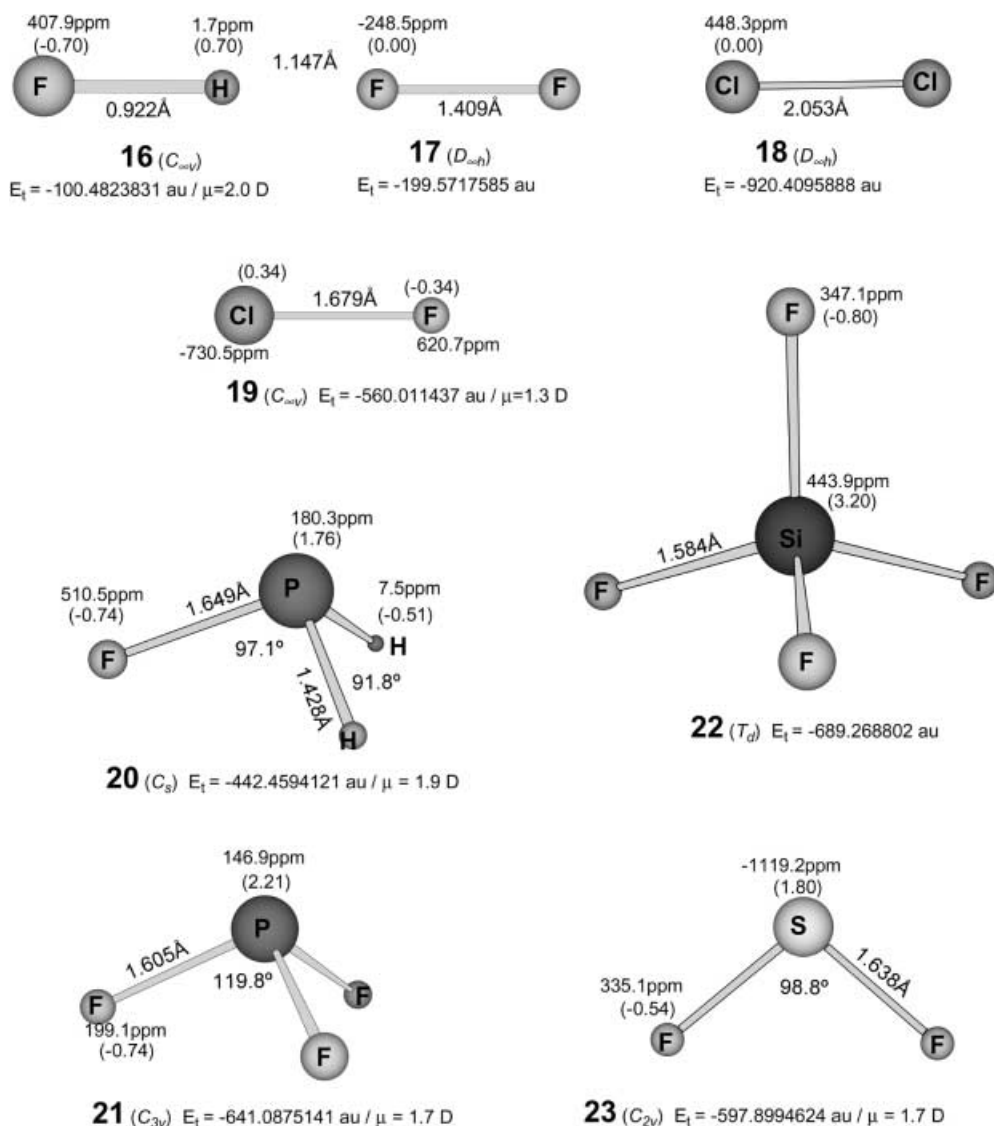 407.9ppm
(-0.70)
1.7ppm
(0.70)
F
H
0.922Å
16 (C∞v)
Et = -100.4823831 au / μ=2.0 D
1.147Å
-248.5ppm
(0.00)
F
F
1.409Å
17 (D∞h)
Et = -199.5717585 au
448.3ppm
(0.00)
Cl
Cl
2.053Å
18 (D∞h)
Et = -920.4095888 au
(0.34)
(-0.34)
Cl
1.679Å
F
-730.5ppm
620.7ppm
19 (C∞v) Et = -560.011437 au / μ=1.3 D
F
347.1ppm
(-0.80)
443.9ppm
(3.20)
Si
1.584Å
F
F
F
22 (Td) Et = -689.268802 au
180.3ppm
(1.76)
P
510.5ppm
(-0.74)
1.649Å
7.5ppm
(-0.51)
F
H
97.1º
91.8º
1.428Å
H
20 (Cs) Et = -442.4594121 au / μ = 1.9 D
146.9ppm
(2.21)
P
1.605Å
119.8º
F
F
199.1ppm
(-0.74)
F
21 (C3v) Et = -641.0875141 au / μ = 1.7 D
-1119.2ppm
(1.80)
S
1.638Å
335.1ppm
(-0.54)
98.8º
F
F
23 (C2v) Et = -597.8994624 au / μ = 1.7 D